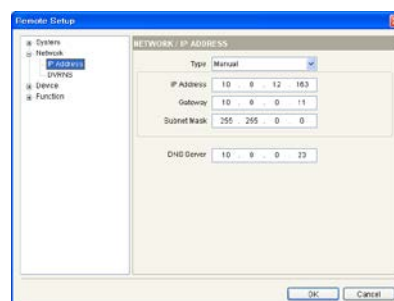 Remote Setup
System
Network
IP Address
DVRNS
Device
Function
NETWORK / IP ADDRESS
Type Manual
IP Address 10 . 0 . 12 . 163
Gateway 10 . 0 . 0 . 11
Subnet Mask 255 . 255 . 0 . 0
DNS Server 10 . 0 . 0 . 23
OK Cancel